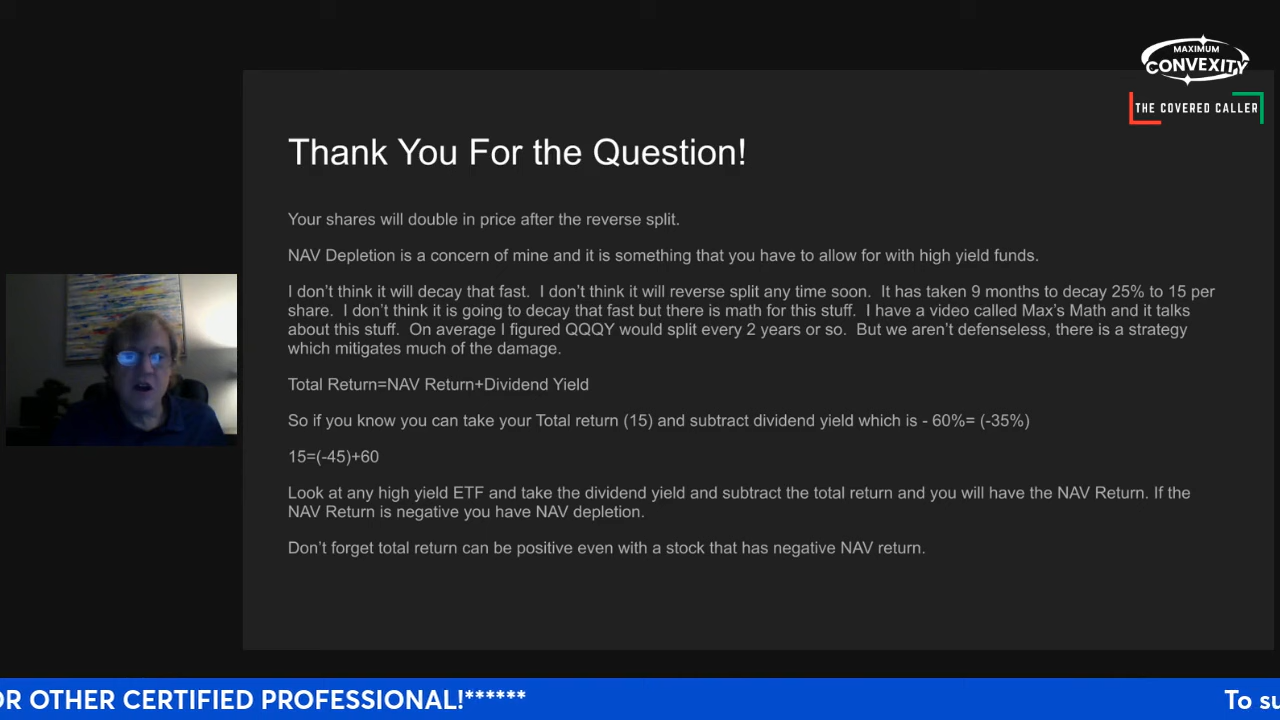 MAXIMUM
CONVEXITY
THE COVERED CALLER
Thank You For the Question!
Your shares will double in price after the reverse split.
NAV Depletion is a concern of mine and it is something that you have to allow for with high yield funds.
I don't think it will decay that fast.  I don't think it will reverse split any time soon.  It has taken 9 months to decay 25% to 15 per
share.  I don't think it is going to decay that fast but there is math for this stuff.  I have a video called Max's Math and it talks
about this stuff.  On average I figured QQQY would split every 2 years or so.  But we aren't defenseless, there is a strategy
which mitigates much of the damage.
Total Return=NAV Return+Dividend Yield
So if you know you can take your Total return (15) and subtract dividend yield which is - 60%= (-35%)
15=(-45)+60
Look at any high yield ETF and take the dividend yield and subtract the total return and you will have the NAV Return. If the
NAV Return is negative you have NAV depletion.
Don't forget total return can be positive even with a stock that has negative NAV return.
OR OTHER CERTIFIED PROFESSIONAL!****** To su